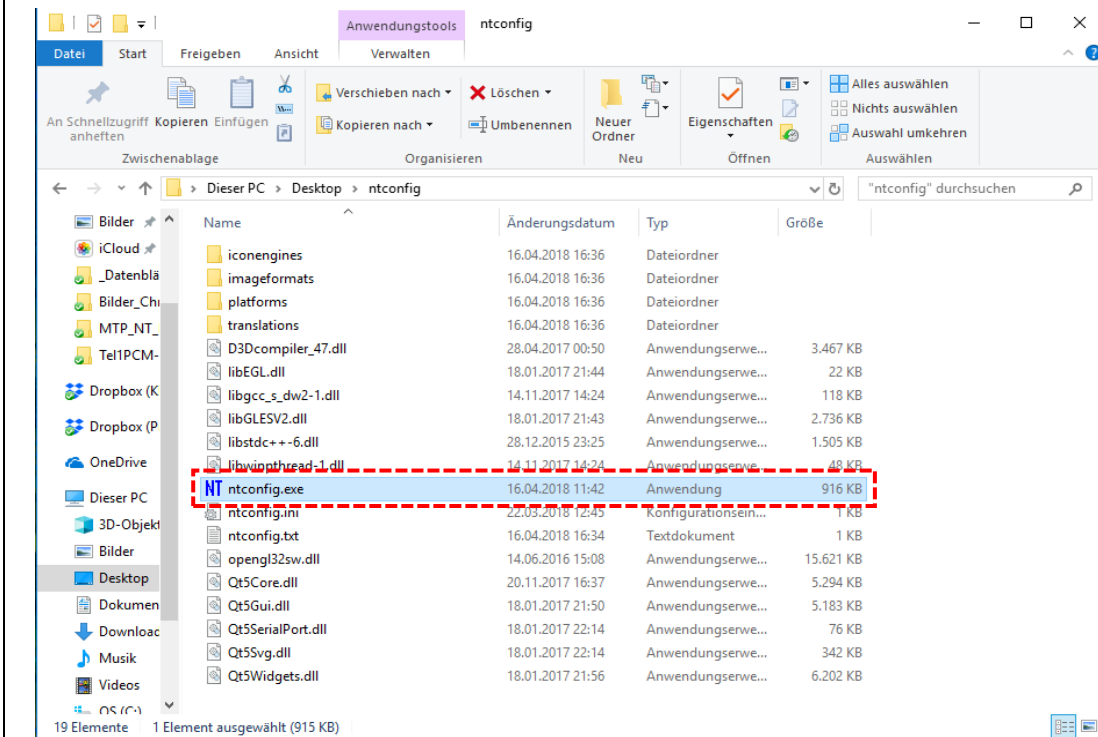 Anwendungstools ntconfig
Datei Start Freigeben Ansicht Verwalten
An Schnellzugriff anheften
Kopieren
Einfügen
Verschieben nach
Kopieren nach
Löschen
Umbenennen
Neuer Ordner
Eigenschaften
Alles auswählen
Nichts auswählen
Auswahl umkehren
Zwischenablage Organisieren Neu Öffnen Auswählen
Dieser PC > Desktop > ntconfig
"ntconfig" durchsuchen
Bilder
iCloud
_Datenblä
Bilder_Chr
MTP_NT_
Tel1PCM-
Dropbox (K
Dropbox (P
OneDrive
Dieser PC
3D-Objekt
Bilder
Desktop
Dokumen
Download
Musik
Videos
OS (C:)
Name Änderungsdatum Typ Größe
iconengines 16.04.2018 16:36 Dateiordner
imageformats 16.04.2018 16:36 Dateiordner
platforms 16.04.2018 16:36 Dateiordner
translations 16.04.2018 16:36 Dateiordner
D3Dcompiler_47.dll 28.04.2017 00:50 Anwendungserwe... 3.467 KB
libEGL.dll 18.01.2017 21:44 Anwendungserwe... 22 KB
libgcc_s_dw2-1.dll 14.11.2017 14:24 Anwendungserwe... 118 KB
libGLESV2.dll 18.01.2017 21:43 Anwendungserwe... 2.736 KB
libstdc++-6.dll 28.12.2015 23:25 Anwendungserwe... 1.505 KB
libwinpthread-1.dll 14.11.2017 14:24 Anwendungserwe... 48 KB
NT ntconfig.exe 16.04.2018 11:42 Anwendung 916 KB
ntconfig.ini 22.03.2018 12:45 Konfigurationsein... 1 KB
ntconfig.txt 16.04.2018 16:34 Textdokument 1 KB
opengl32sw.dll 14.06.2016 15:08 Anwendungserwe... 15.621 KB
Qt5Core.dll 20.11.2017 16:37 Anwendungserwe... 5.294 KB
Qt5Gui.dll 18.01.2017 21:50 Anwendungserwe... 5.183 KB
Qt5SerialPort.dll 18.01.2017 22:14 Anwendungserwe... 76 KB
Qt5Svg.dll 18.01.2017 22:14 Anwendungserwe... 342 KB
Qt5Widgets.dll 18.01.2017 21:56 Anwendungserwe... 6.202 KB
19 Elemente 1 Element ausgewählt (915 KB)